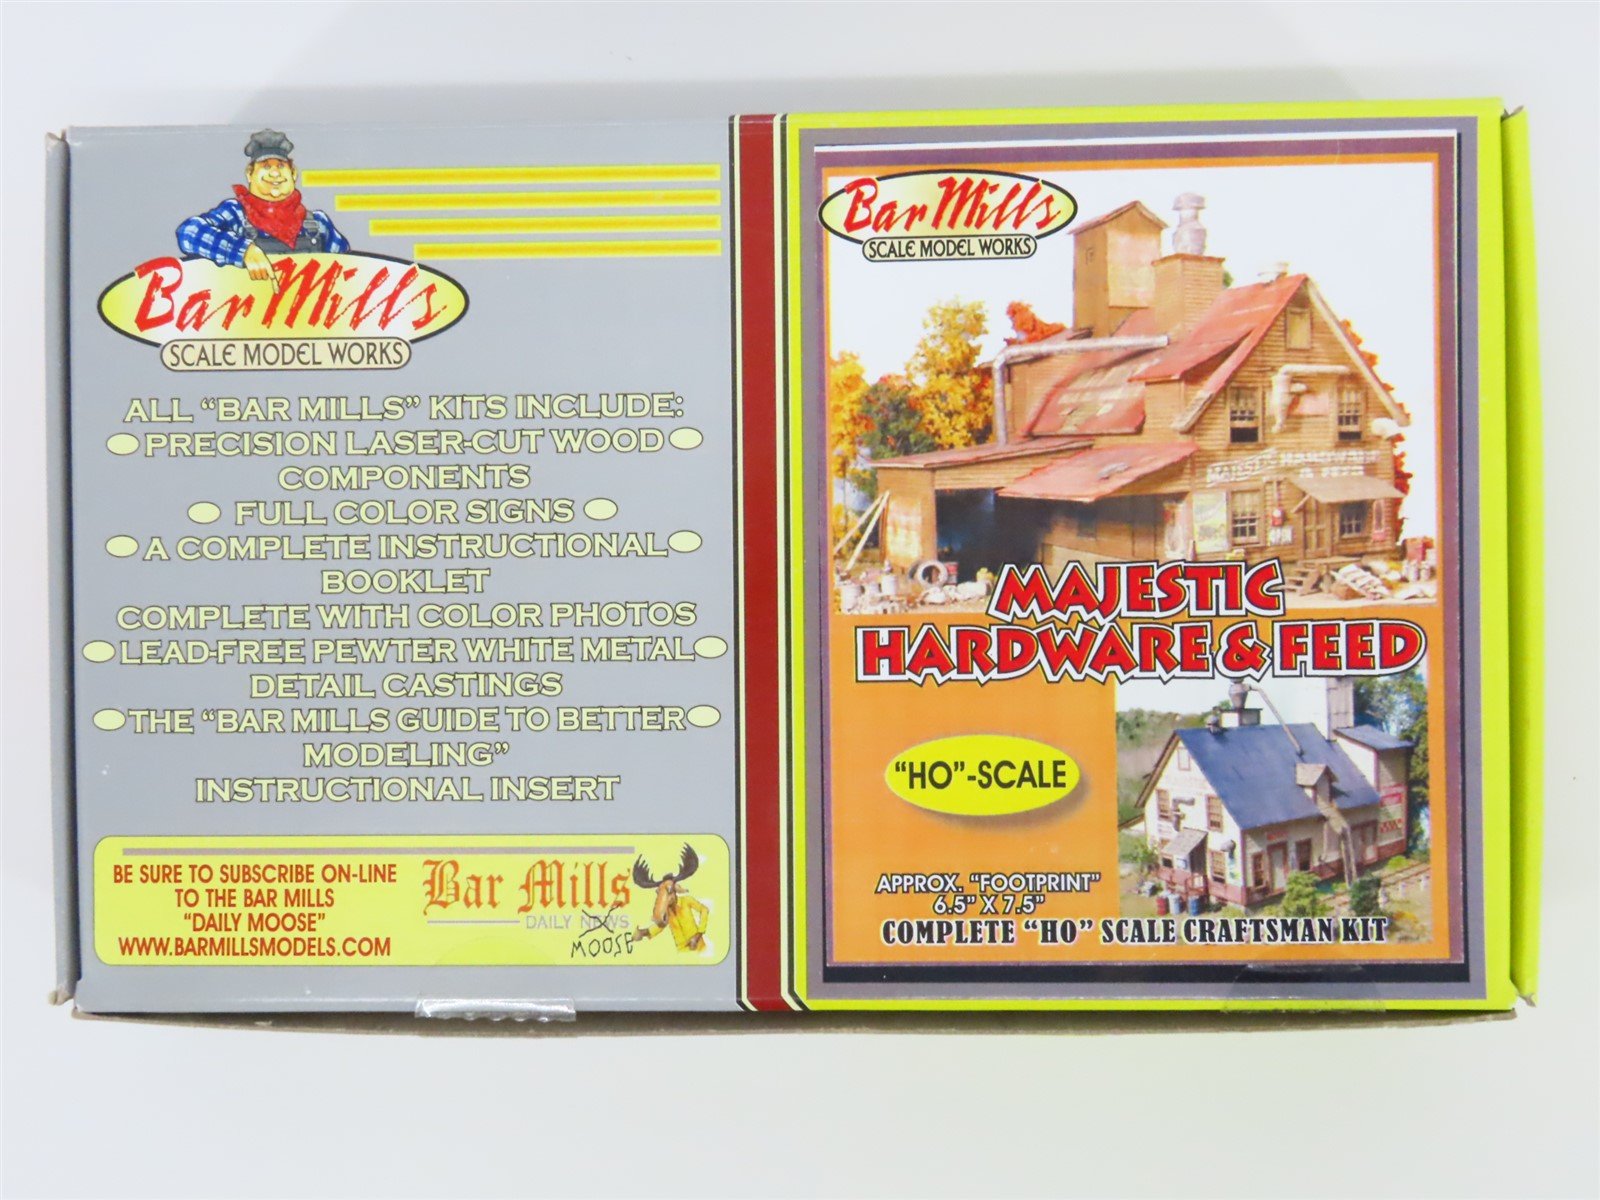 Bar Mills
SCALE MODEL WORKS
ALL “BAR MILLS” KITS INCLUDE:
PRECISION LASER-CUT WOOD
COMPONENTS
FULL COLOR SIGNS
A COMPLETE INSTRUCTIONAL
BOOKLET
COMPLETE WITH COLOR PHOTOS
LEAD-FREE PEWTER WHITE METAL
DETAIL CASTINGS
THE “BAR MILLS GUIDE TO BETTER
MODELING”
INSTRUCTIONAL INSERT
BE SURE TO SUBSCRIBE ON-LINE
TO THE BAR MILLS
“DAILY MOOSE”
WWW.BARMILLSMODELS.COM
Bar Mills
DAILY NEWS
MOOSE
Bar Mills
SCALE MODEL WORKS
MAJESTIC HARDWARE
& FEED
OPEN
MAJESTIC
HARDWARE & FEED
“HO”-SCALE
APPROX. “FOOTPRINT”
6.5” X 7.5”
COMPLETE “HO” SCALE CRAFTSMAN KIT